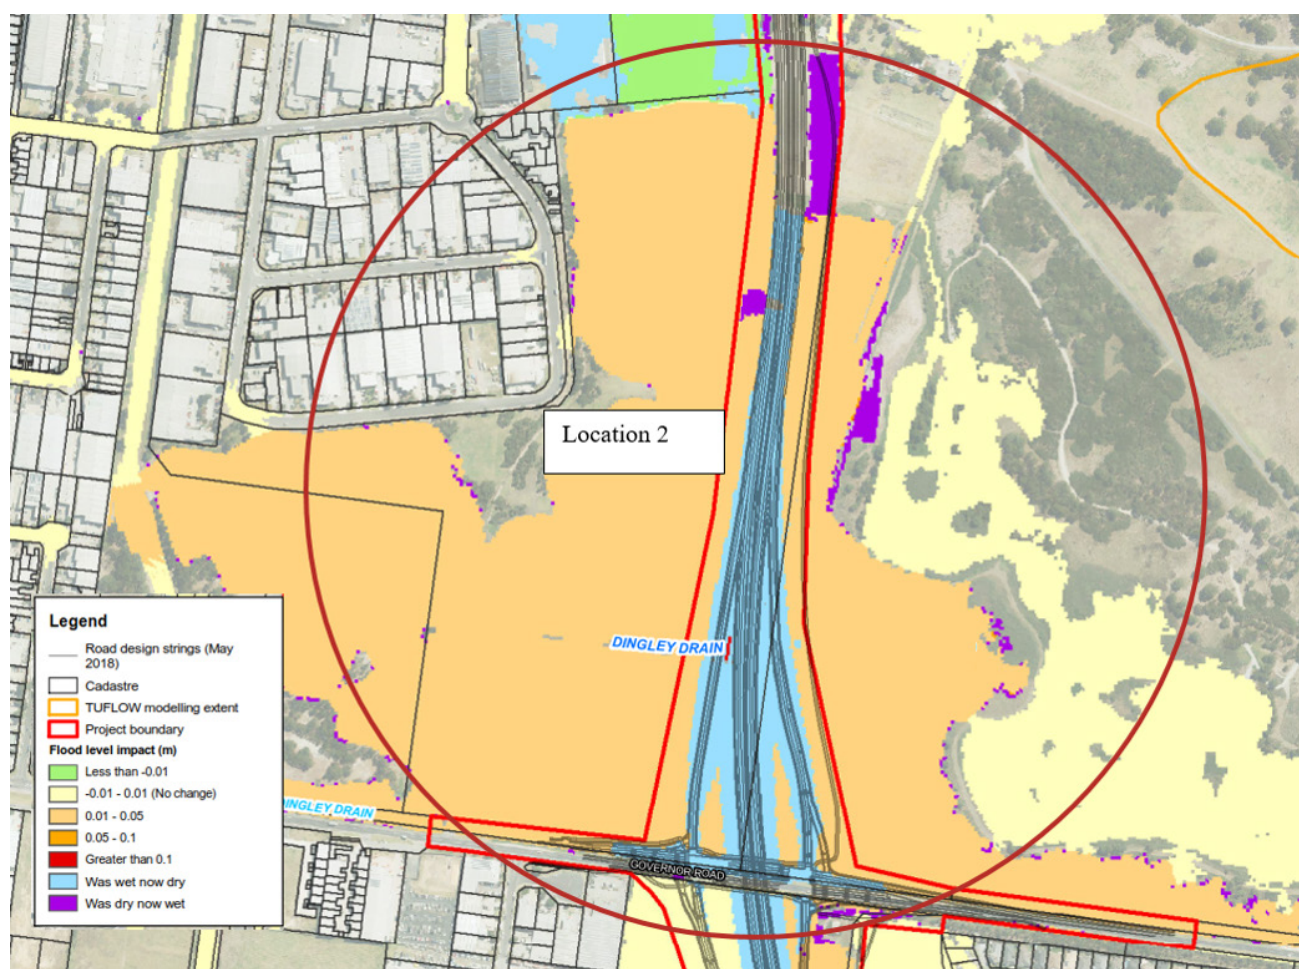 Location 2
DINGLEY DRAIN
Legend
Road design strings (May
2018)
Cadastre
TUFLOW modelling extent
Project boundary
Flood level impact (m)
Less than -0.01
-0.01 - 0.01 (No change)
0.01 - 0.05
0.05 - 0.1
Greater than 0.1
Was wet now dry
Was dry now wet
DINGLEY DRAIN
GOVERNOR ROAD